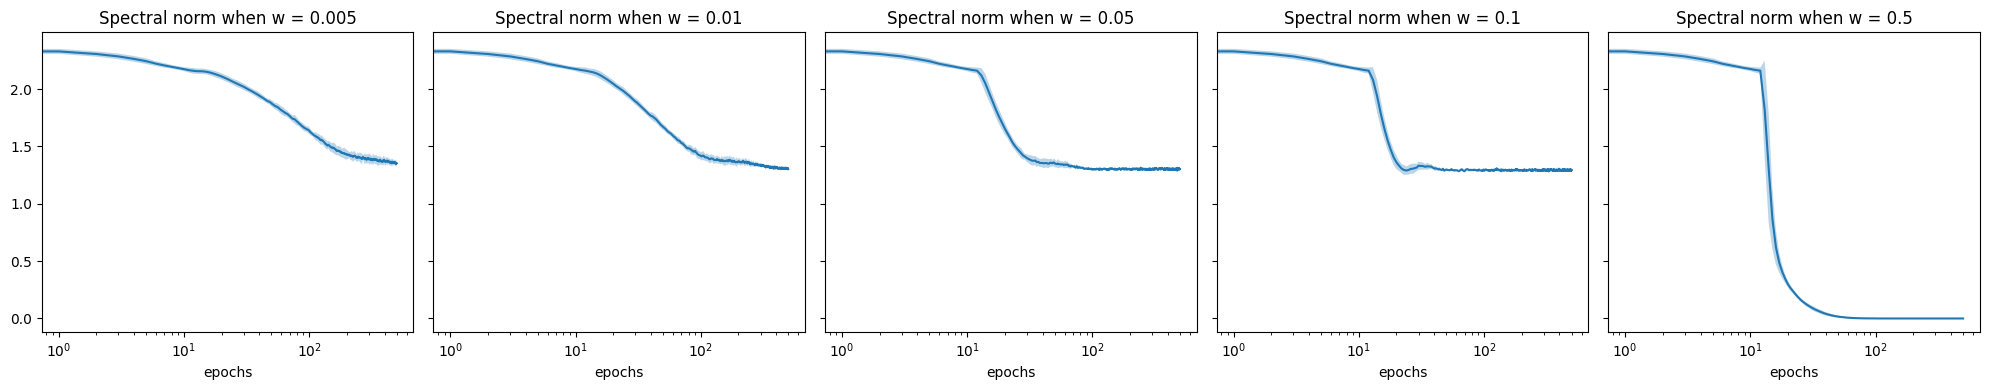 Spectral norm when w = 0.005
Spectral norm when w = 0.01
Spectral norm when w = 0.05
Spectral norm when w = 0.1
Spectral norm when w = 0.5
2.0
1.5
1.0
0.5
0.0
10⁰ 10¹ 10²
10⁰ 10¹ 10²
10⁰ 10¹ 10²
10⁰ 10¹ 10²
10⁰ 10¹ 10²
epochs
epochs
epochs
epochs
epochs